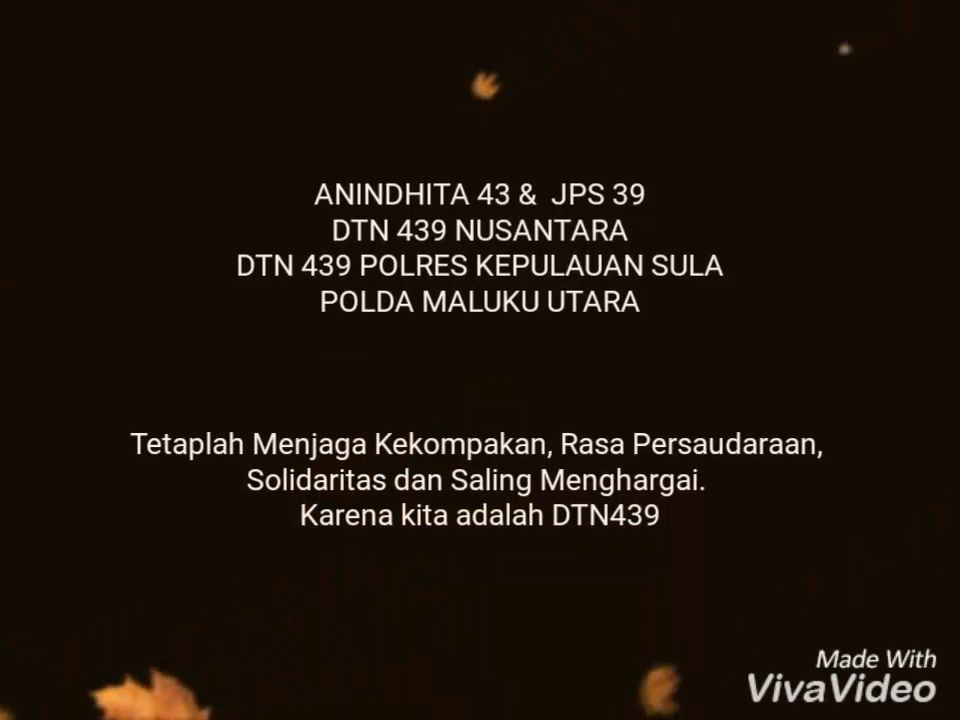 ANINDHITA 43 & JPS 39
DTN 439 NUSANTARA
DTN 439 POLRES KEPULAUAN SULA
POLDA MALUKU UTARA
Tetaplah Menjaga Kekompakan, Rasa Persaudaraan,
Solidaritas dan Saling Menghargai.
Karena kita adalah DTN439
Made With
VivaVideo